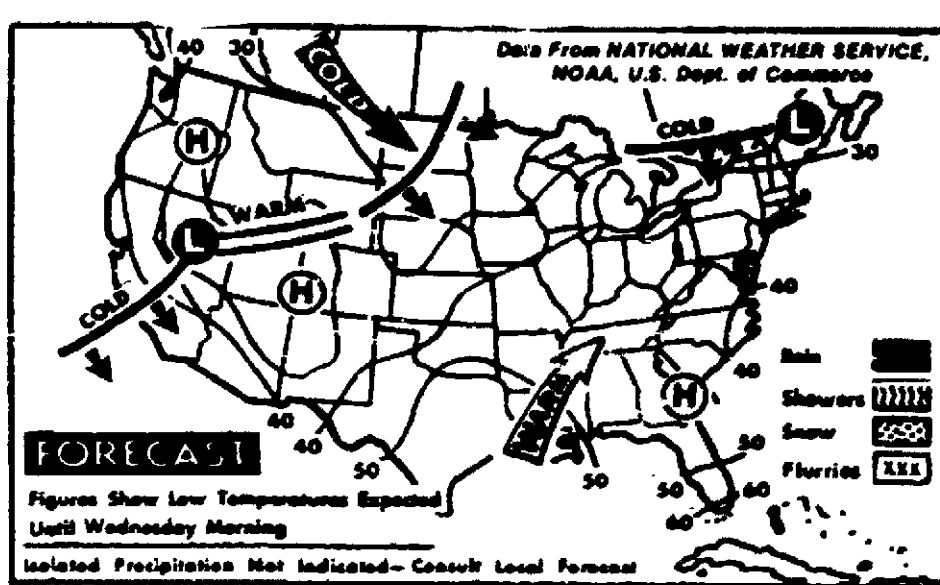 Data From NATIONAL WEATHER SERVICE,
NOAA, U.S. Dept. of Commerce
40 30
COLD
COLD
L
30
H
WARM
L
H
COLD
40
40
H
WARM
40
40
50
50
50
50
60
60
Rain
Showers
Snow
Flurries XXX
FORECAST
Figures Show Low Temperatures Expected
Until Wednesday Morning
Isolated Precipitation Not Indicated— Consult Local Forecast